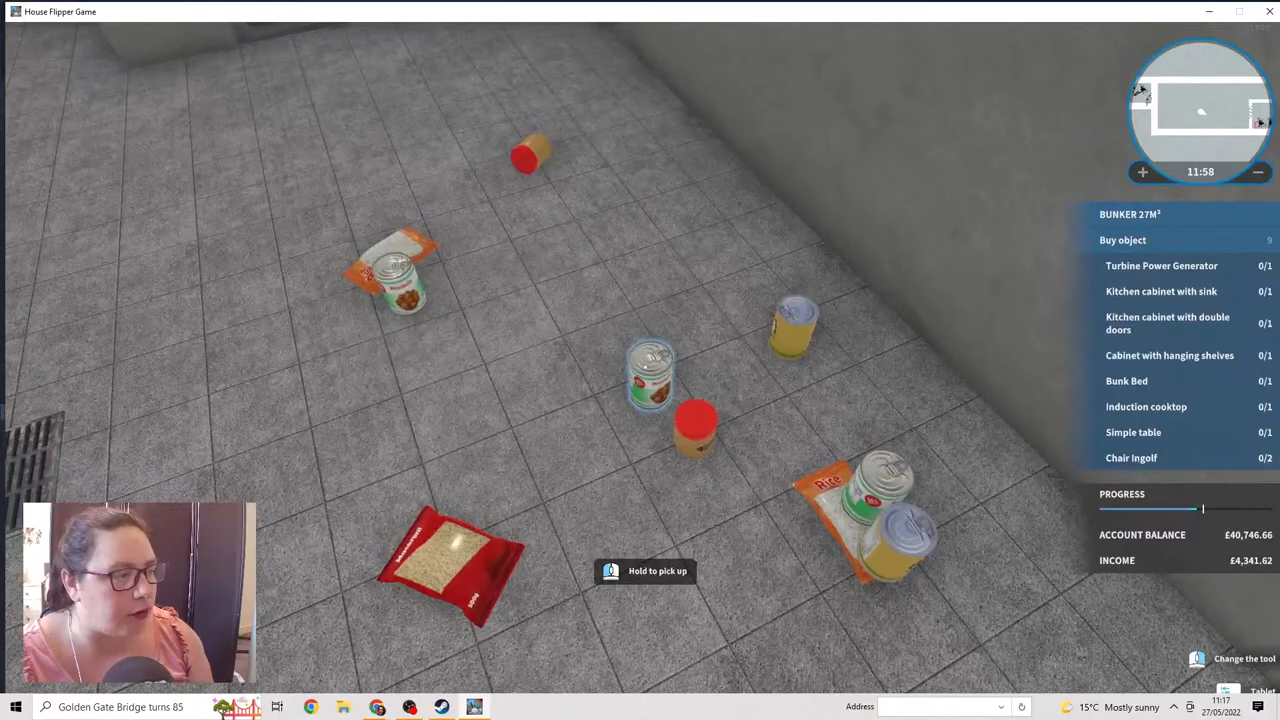 House Flipper Game
11:58
BUNKER 27M²
Buy object 9
Turbine Power Generator 0/1
Kitchen cabinet with sink 0/1
Kitchen cabinet with double
doors 0/1
Cabinet with hanging shelves 0/1
Bunk Bed 0/1
Induction cooktop 0/1
Simple table 0/1
Chair Ingolf 0/2
PROGRESS
ACCOUNT BALANCE £40,746.66
INCOME £4,341.62
Rice
500g
Hold to pick up
Change the tool
Tablet
Golden Gate Bridge turns 85
Address
15°C Mostly sunny
11:17
27/05/2022